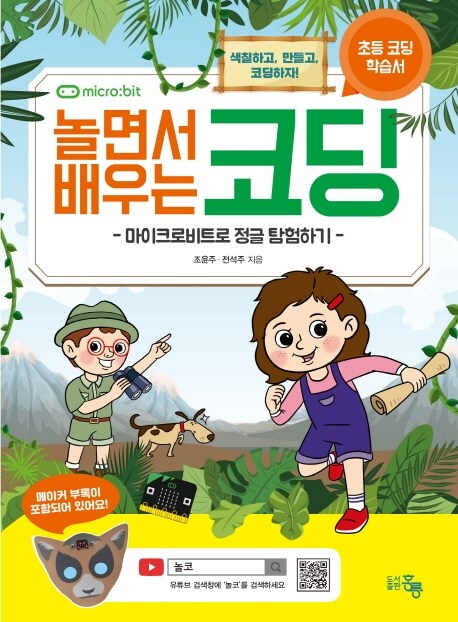 색칠하고, 만들고,
코딩하자!
초등 코딩
학습서
micro:bit
놀면서
배우는
코딩
- 마이크로비트로 정글 탐험하기 -
조윤주 · 전석주 지음
메이커 부록이
포함되어 있어요!
놀코
유튜브 검색창에 '놀코'를 검색하세요
도서
출판
홍릉